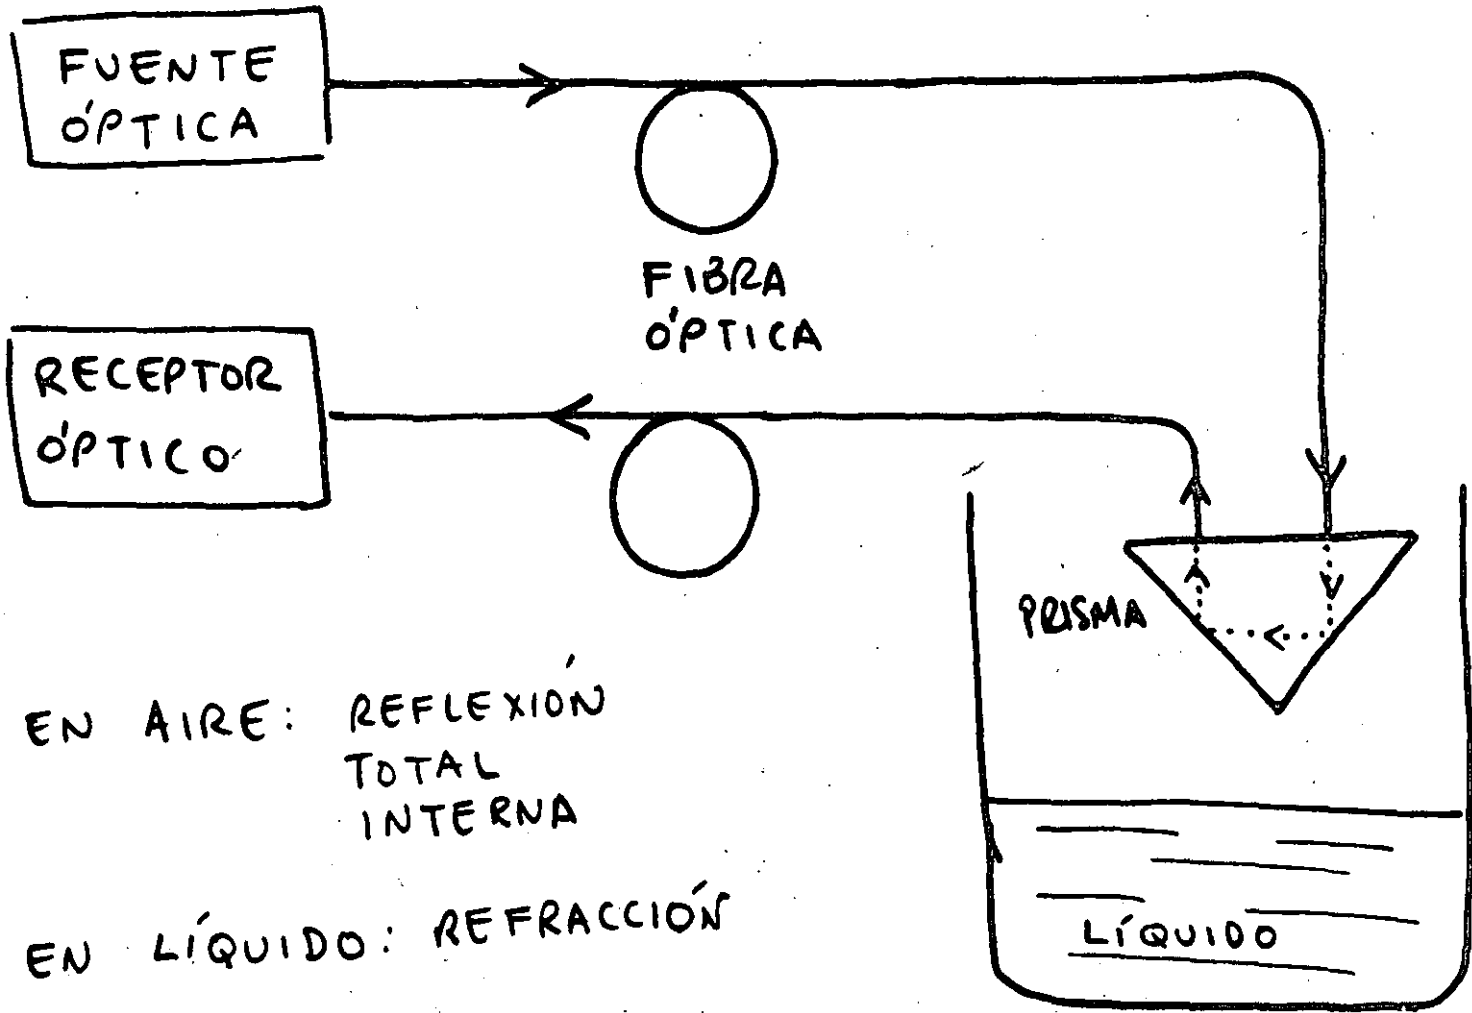 FUENTE
ÓPTICA
FIBRA
ÓPTICA
RECEPTOR
ÓPTICO
PRISMA
EN AIRE: REFLEXIÓN
TOTAL
INTERNA
EN LÍQUIDO: REFRACCIÓN
LÍQUIDO